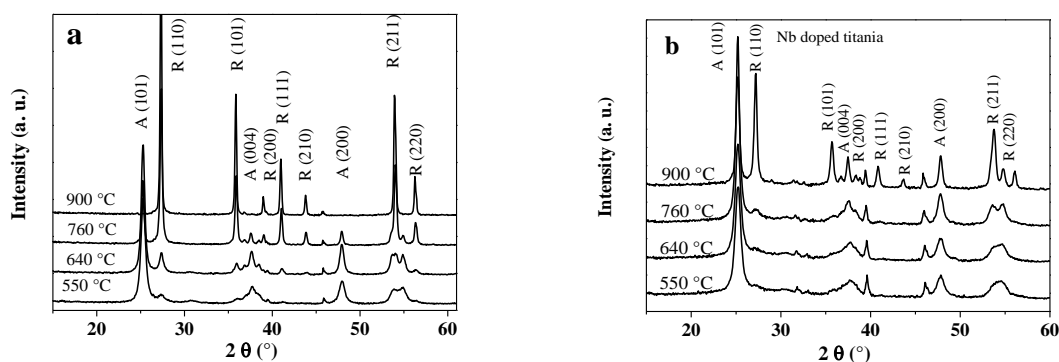 a
A (101)
R (110)
R (101)
A (004)
R (200)
R (111)
R (210)
A (200)
R (211)
R (220)
900 °C
760 °C
640 °C
550 °C
Intensity (a. u.)
20 30 40 50 60
2 θ (°)
b
Nb doped titania
A (101)
R (110)
R (101)
A (004)
R (200)
R (111)
R (210)
A (200)
R (211)
R (220)
900 °C
760 °C
640 °C
550 °C
Intensity (a. u.)
20 30 40 50 60
2 θ (°)